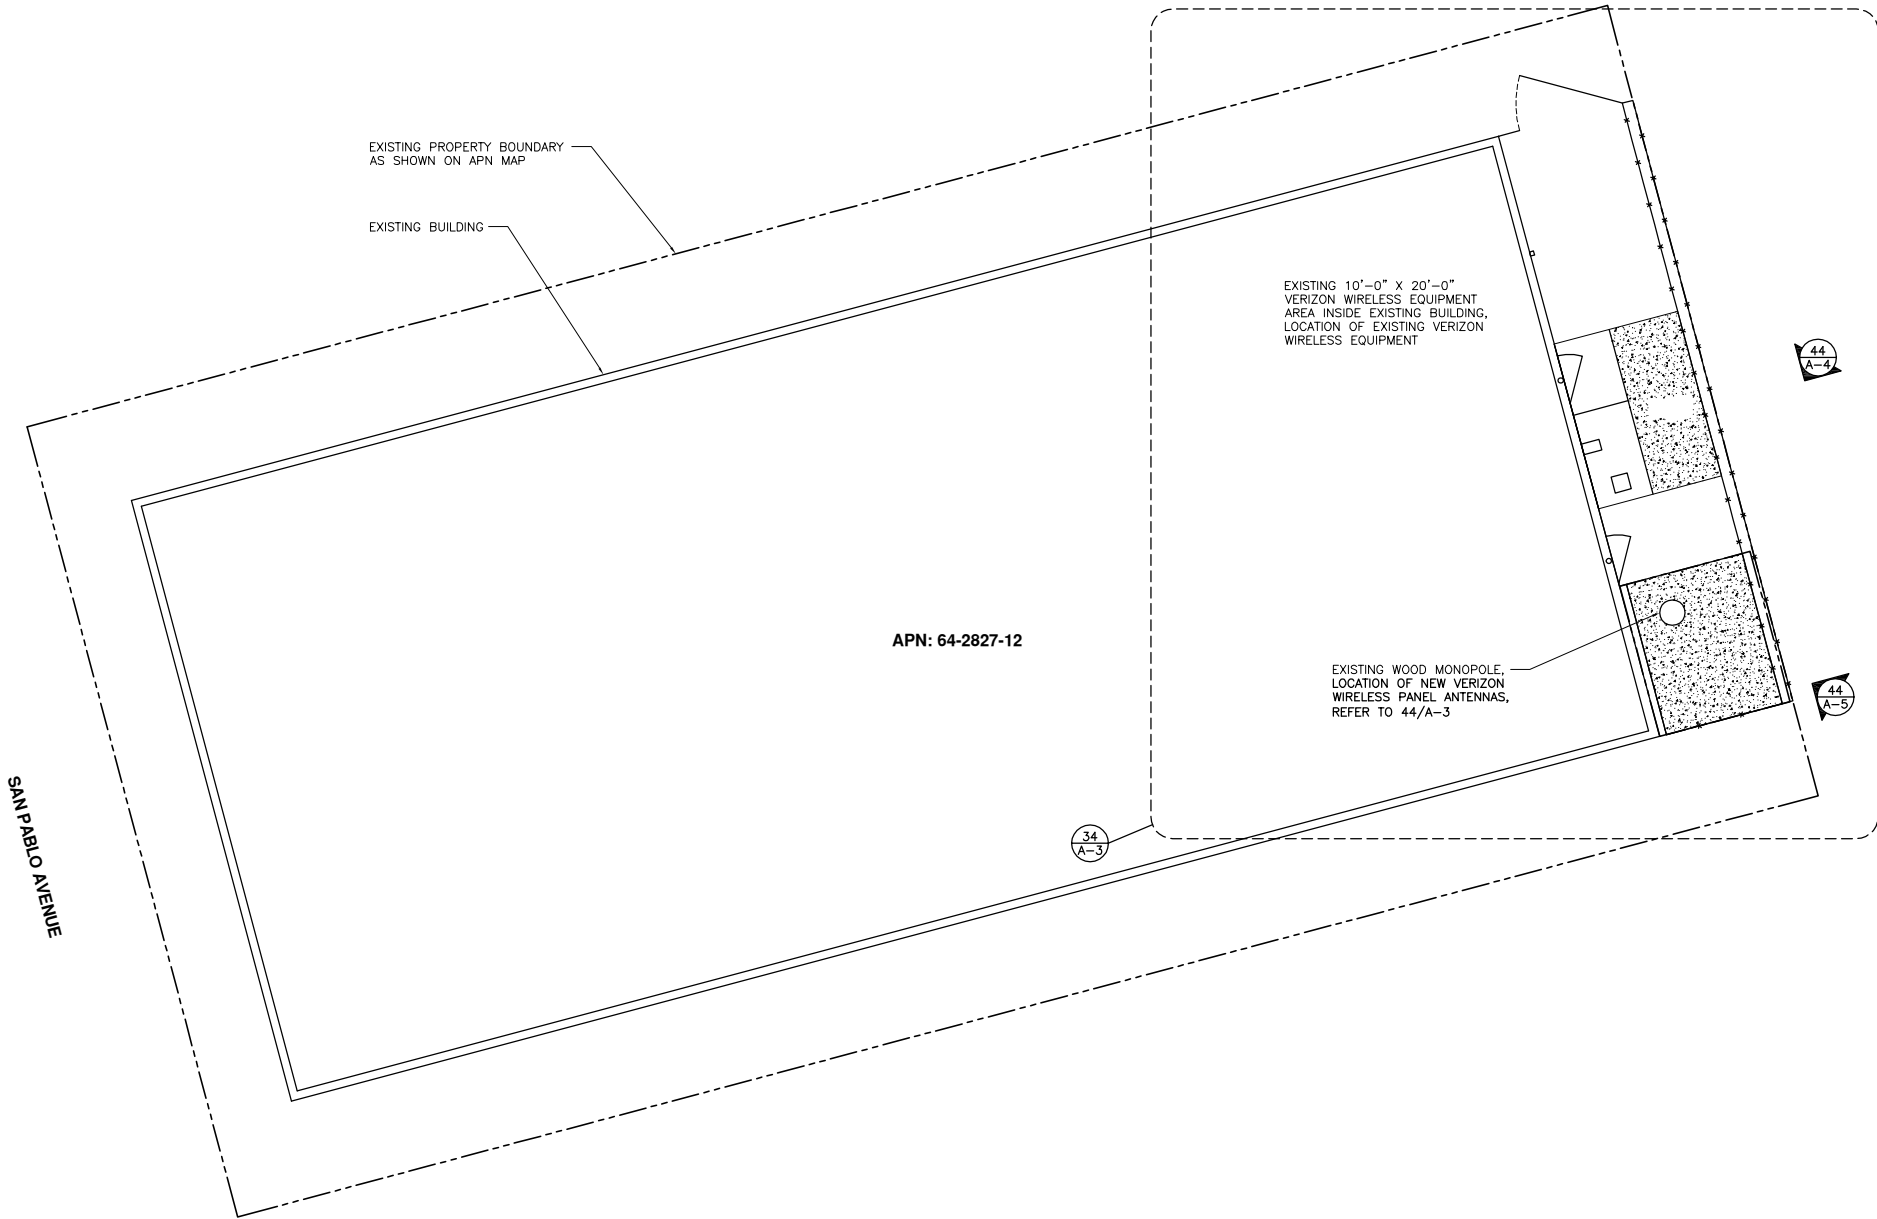 EXISTING PROPERTY BOUNDARY
AS SHOWN ON APN MAP
EXISTING BUILDING
EXISTING 10'-0" X 20'-0"
VERIZON WIRELESS EQUIPMENT
AREA INSIDE EXISTING BUILDING,
LOCATION OF EXISTING VERIZON
WIRELESS EQUIPMENT
44
A-4
APN: 64-2827-12
EXISTING WOOD MONOPOLE,
LOCATION OF NEW VERIZON
WIRELESS PANEL ANTENNAS,
REFER TO 44/A-3
44
A-5
34
A-3
SAN PABLO AVENUE